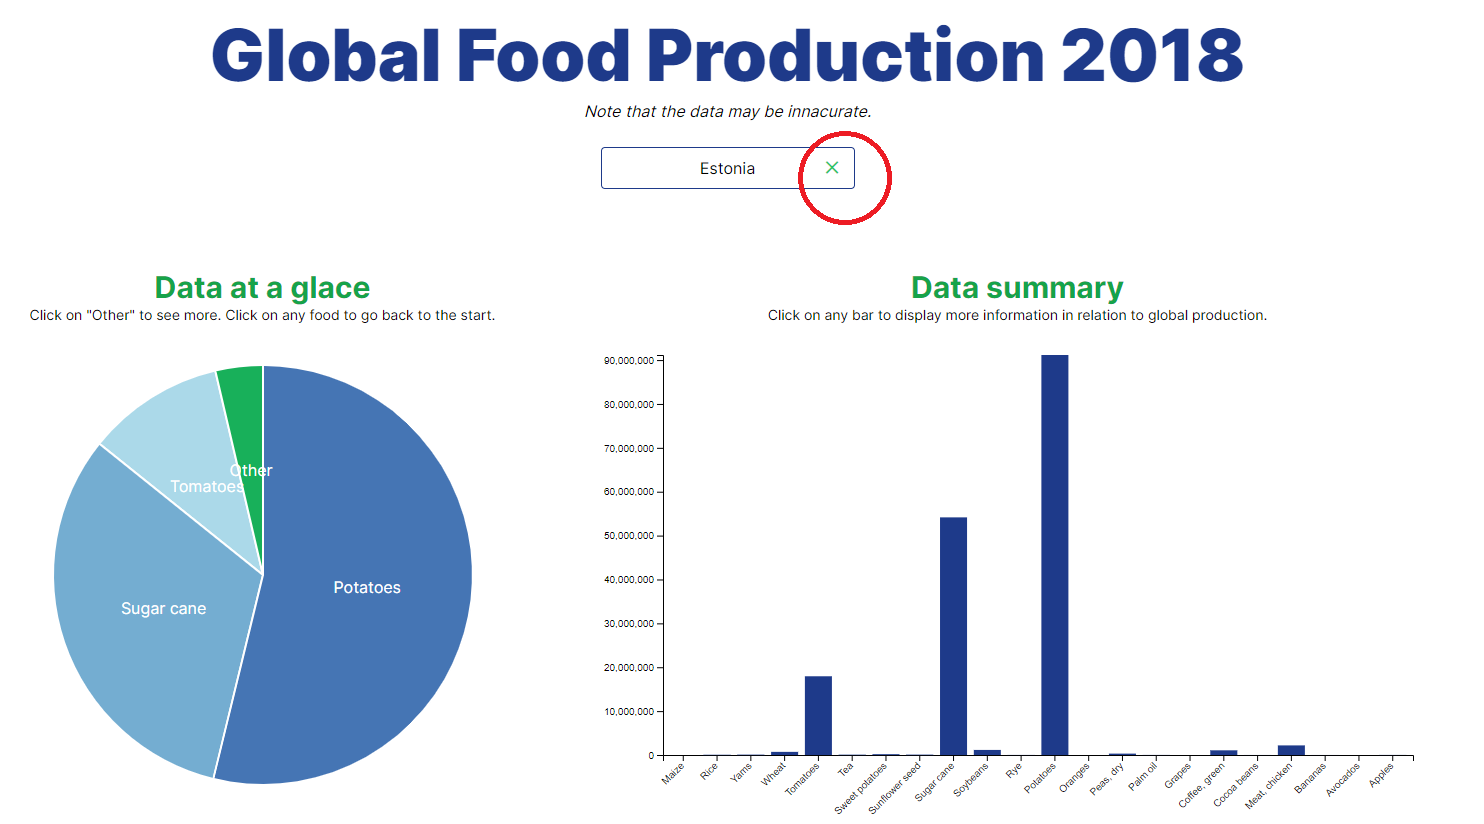 Global Food Production 2018
Note that the data may be innacurate.
Estonia
Data at a glace
Click on "Other" to see more. Click on any food to go back to the start.
Other
Tomatoes
Potatoes
Sugar cane
Data summary
Click on any bar to display more information in relation to global production.
90,000,000
80,000,000
70,000,000
60,000,000
50,000,000
40,000,000
30,000,000
20,000,000
10,000,000
0
Maize
Rice
Yams
Wheat
Tomatoes
Tea
Sweet potatoes
Sunflower seed
Sugar cane
Soybeans
Rye
Potatoes
Oranges
Peas, dry
Palm oil
Grapes
Coffee, green
Cocoa beans
Meat, chicken
Bananas
Avocados
Apples